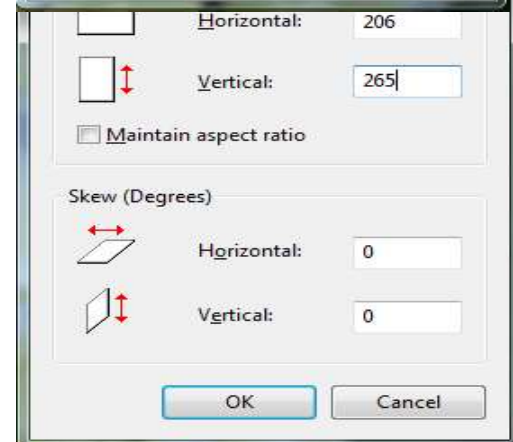 Horizontal: 206
Vertical: 265
Maintain aspect ratio
Skew (Degrees)
Horizontal: 0
Vertical: 0
OK Cancel